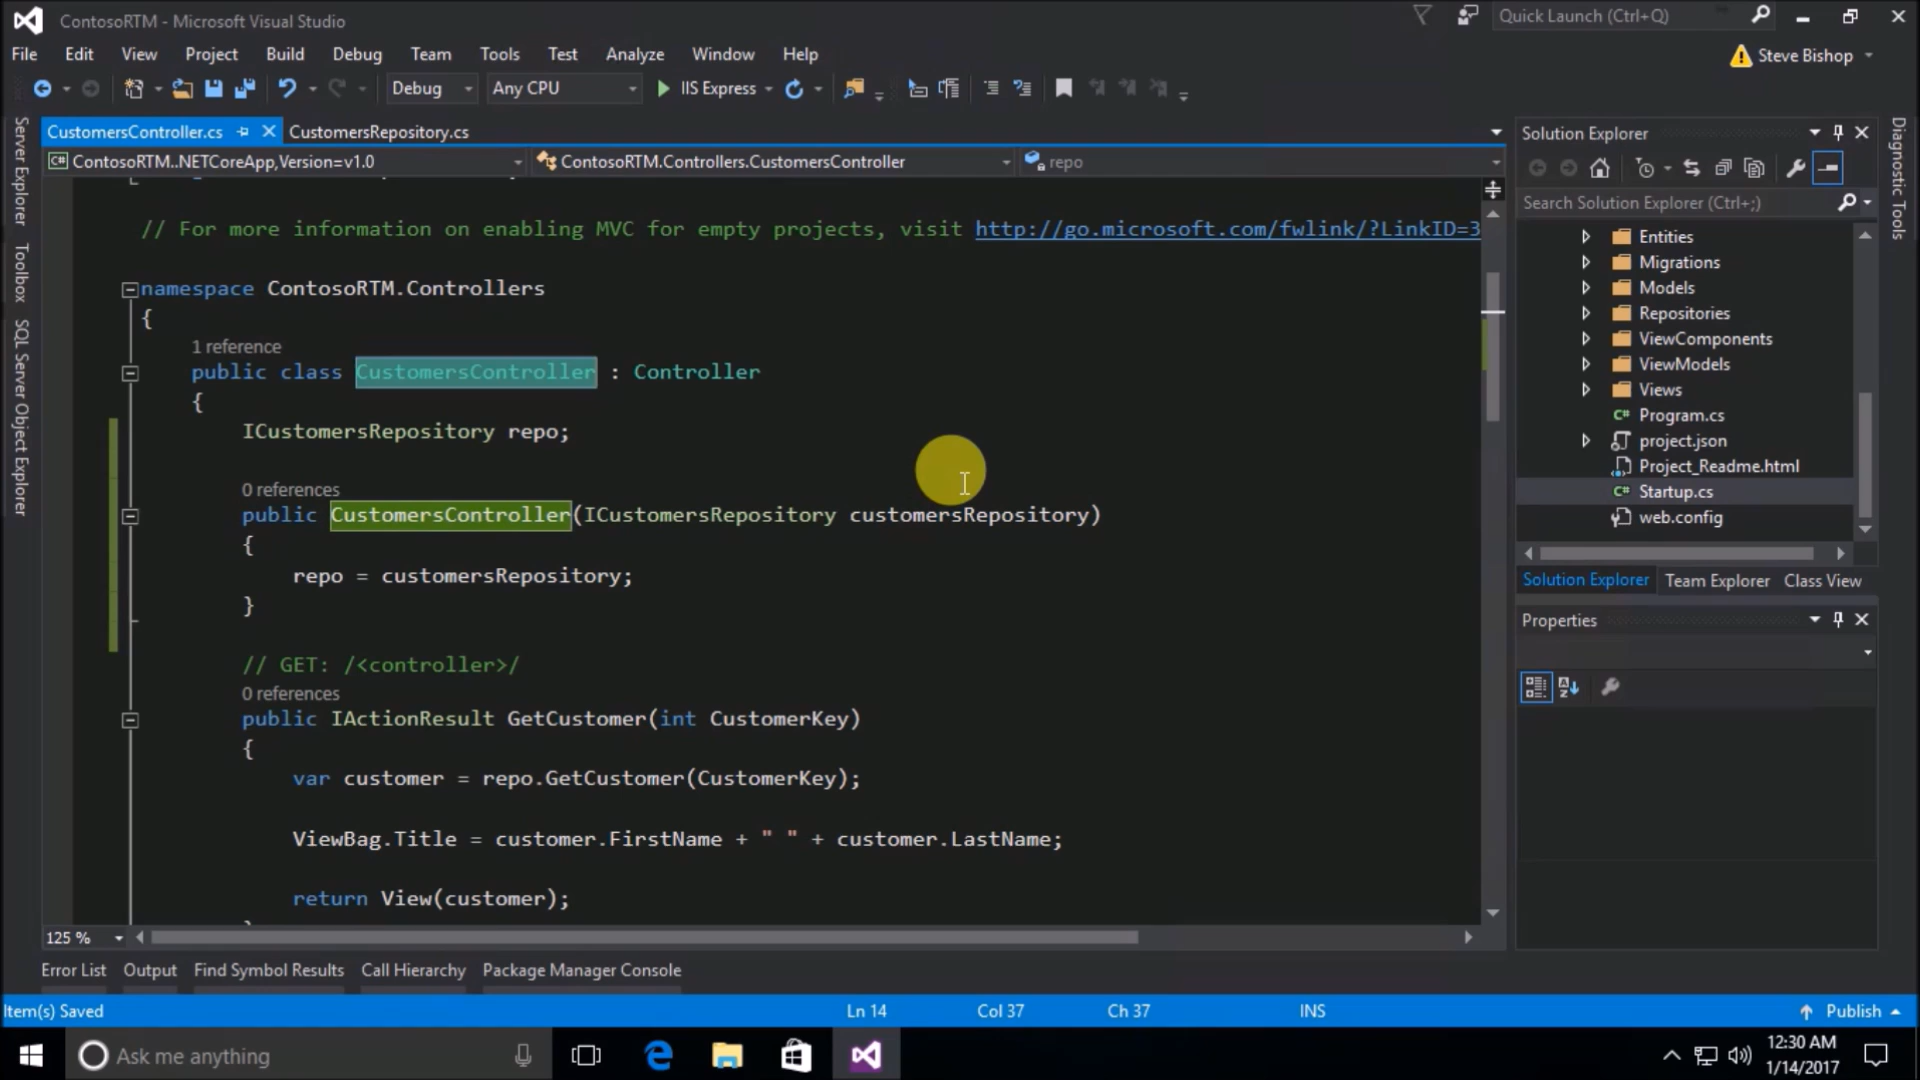 ContosoRTM - Microsoft Visual Studio
Quick Launch (Ctrl+Q)
File Edit View Project Build Debug Team Tools Test Analyze Window Help
Steve Bishop
Debug Any CPU IIS Express
CustomersController.cs CustomersRepository.cs
ContosoRTM..NETCoreApp,Version=v1.0 ContosoRTM.Controllers.CustomersController repo
Server Explorer
Toolbox
SQL Server Object Explorer
// For more information on enabling MVC for empty projects, visit http://go.microsoft.com/fwlink/?LinkID=3
namespace ContosoRTM.Controllers
{
1 reference
public class CustomersController : Controller
{
ICustomersRepository repo;
0 references
public CustomersController(ICustomersRepository customersRepository)
{
repo = customersRepository;
}
// GET: /<controller>/
0 references
public IActionResult GetCustomer(int CustomerKey)
{
var customer = repo.GetCustomer(CustomerKey);
ViewBag.Title = customer.FirstName + " " + customer.LastName;
return View(customer);
125 %
Solution Explorer
Search Solution Explorer (Ctrl+;)
Entities
Migrations
Models
Repositories
ViewComponents
ViewModels
Views
Program.cs
project.json
Project_Readme.html
Startup.cs
web.config
Solution Explorer Team Explorer Class View
Properties
Diagnostic Tools
Error List Output Find Symbol Results Call Hierarchy Package Manager Console
Item(s) Saved Ln 14 Col 37 Ch 37 INS Publish
Ask me anything
12:30 AM
1/14/2017